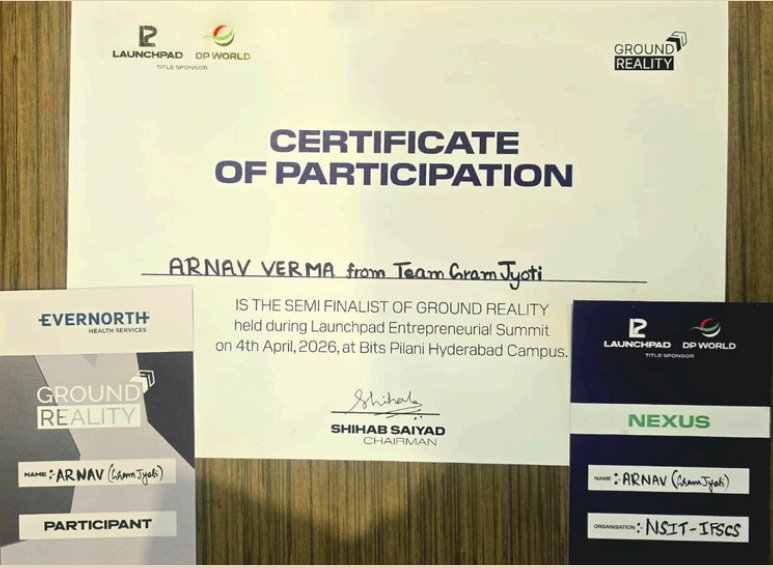 LAUNCHPAD
DP WORLD
TITLE SPONSOR
GROUND
REALITY
CERTIFICATE
OF PARTICIPATION
ARNAV VERMA from Team Gram Jyoti
IS THE SEMI FINALIST OF GROUND REALITY
held during Launchpad Entrepreneurial Summit
on 4th April, 2026, at Bits Pilani Hyderabad Campus.
Shihab
SHIHAB SAIYAD
CHAIRMAN
EVERNORTH
HEALTH SERVICES
GROUND
REALITY
NAME: ARNAV (Gram Jyoti)
PARTICIPANT
LAUNCHPAD
DP WORLD
TITLE SPONSOR
NEXUS
NAME: ARNAV (Gram Jyoti)
ORGANISATION: NSIT-IFSCS